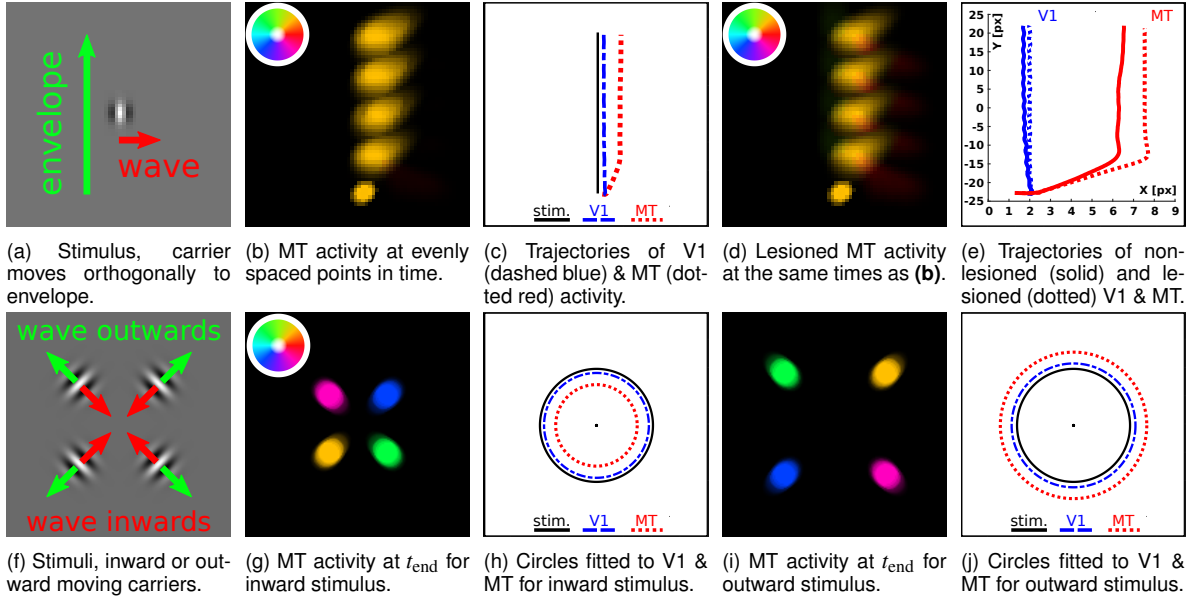 envelope
wave
stim. V1 MT
V1 MT
Y [px]
25
20
15
10
5
0
-5
-10
-15
-20
-25
X [px]
0 1 2 3 4 5 6 7 8 9
(a) Stimulus, carrier
moves orthogonally to
envelope.
(b) MT activity at evenly
spaced points in time.
(c) Trajectories of V1
(dashed blue) & MT (dot-
ted red) activity.
(d) Lesioned MT activity
at the same times as (b).
(e) Trajectories of non-
lesioned (solid) and le-
sioned (dotted) V1 & MT.
wave outwards
wave inwards
stim. V1 MT
stim. V1 MT
(f) Stimuli, inward or out-
ward moving carriers.
(g) MT activity at tend for
inward stimulus.
(h) Circles fitted to V1 &
MT for inward stimulus.
(i) MT activity at tend for
outward stimulus.
(j) Circles fitted to V1 &
MT for outward stimulus.